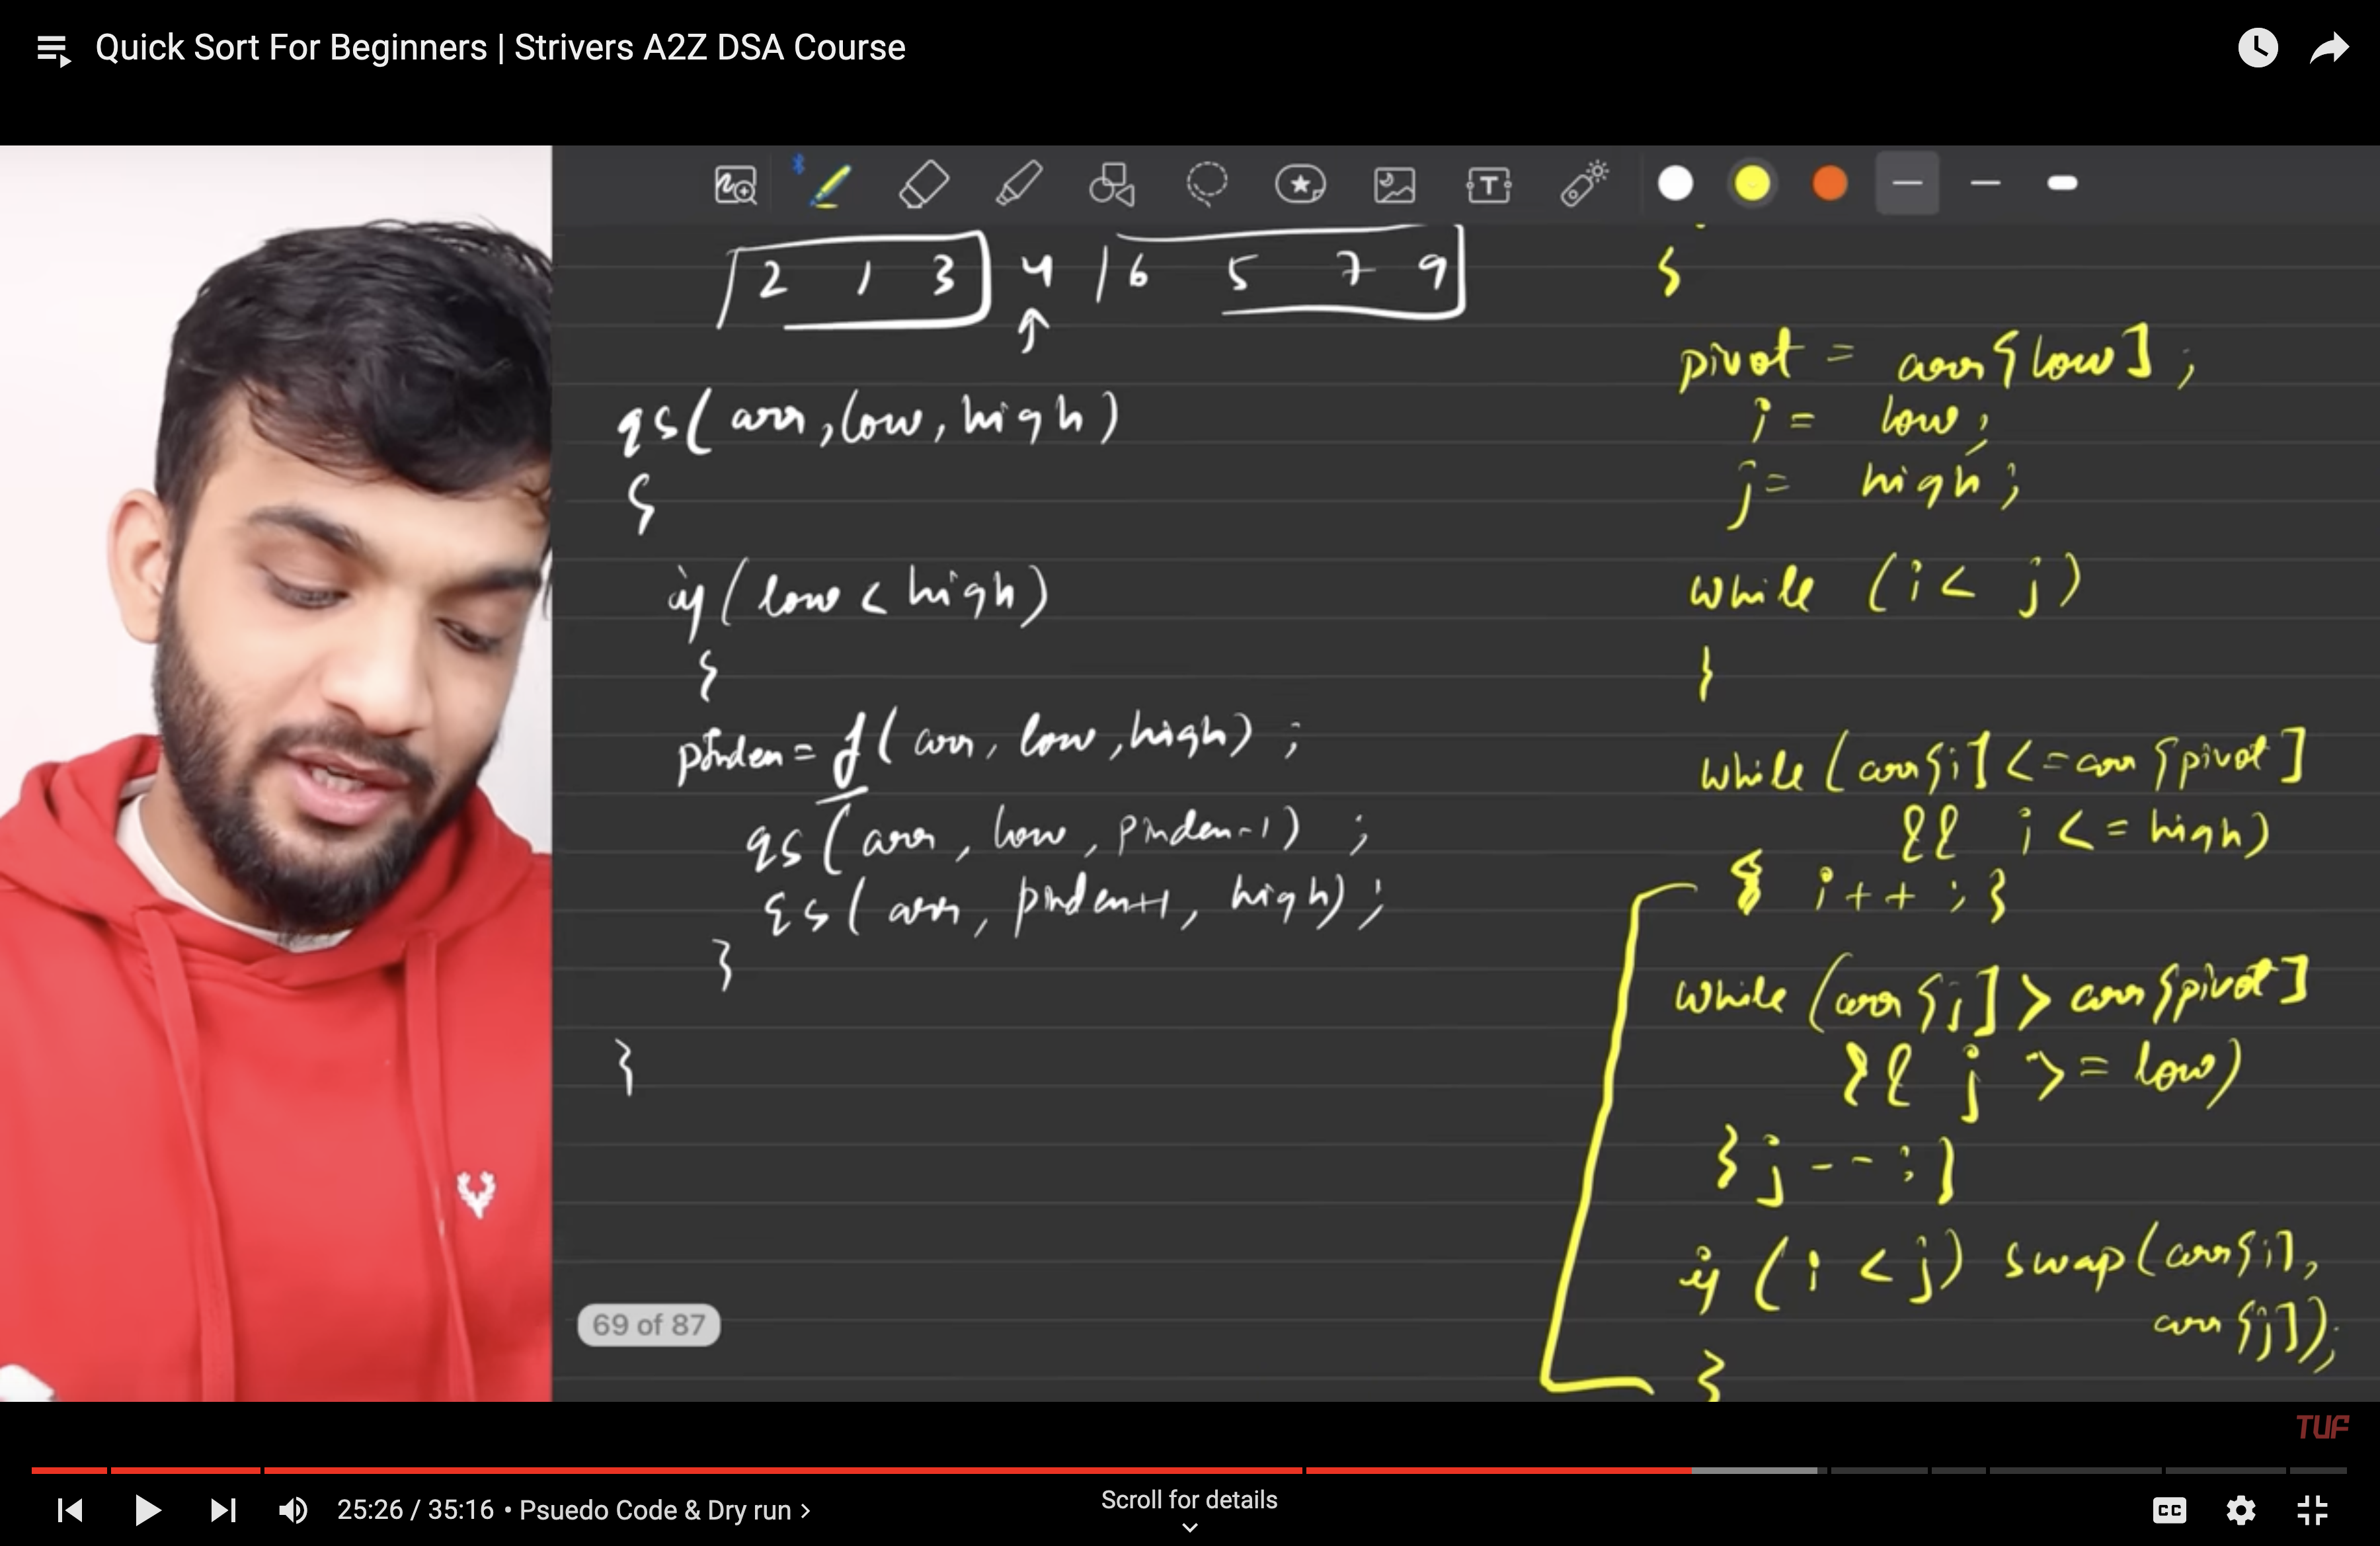 Quick Sort For Beginners | Strivers A2Z DSA Course
2 1 3 4 6 5 7 9
qs(arr, low, high)
{
if (low < high)
{
pIndex = f(arr, low, high);
qs(arr, low, pIndex-1);
qs(arr, pIndex+1, high);
}
}
{
pivot = arr[low];
i = low;
j = high;
while (i < j)
}
while (arr[i] <= arr[pivot]
&& i <= high)
{ i++; }
while (arr[j] > arr[pivot]
&& j >= low)
} j--; }
if (i < j) swap(arr[i],
arr[j]);
}
69 of 87
TUF
25:26 / 35:16 • Psuedo Code & Dry run >
Scroll for details
CC